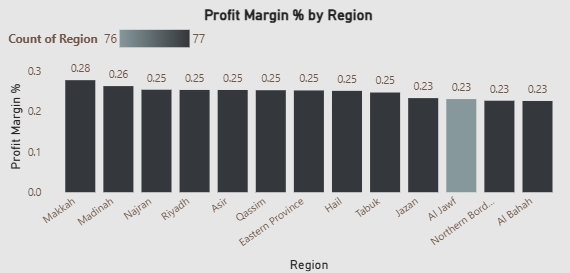 Profit Margin % by Region
Count of Region 76 77
0.3
0.2
0.1
0.0
Profit Margin %
0.28 0.26 0.25 0.25 0.25 0.25 0.25 0.25 0.25 0.23 0.23 0.23 0.23
Makkah Madinah Najran Riyadh Asir Qassim Eastern Province Hail Tabuk Jazan Al Jawf Northern Bord... Al Bahah
Region